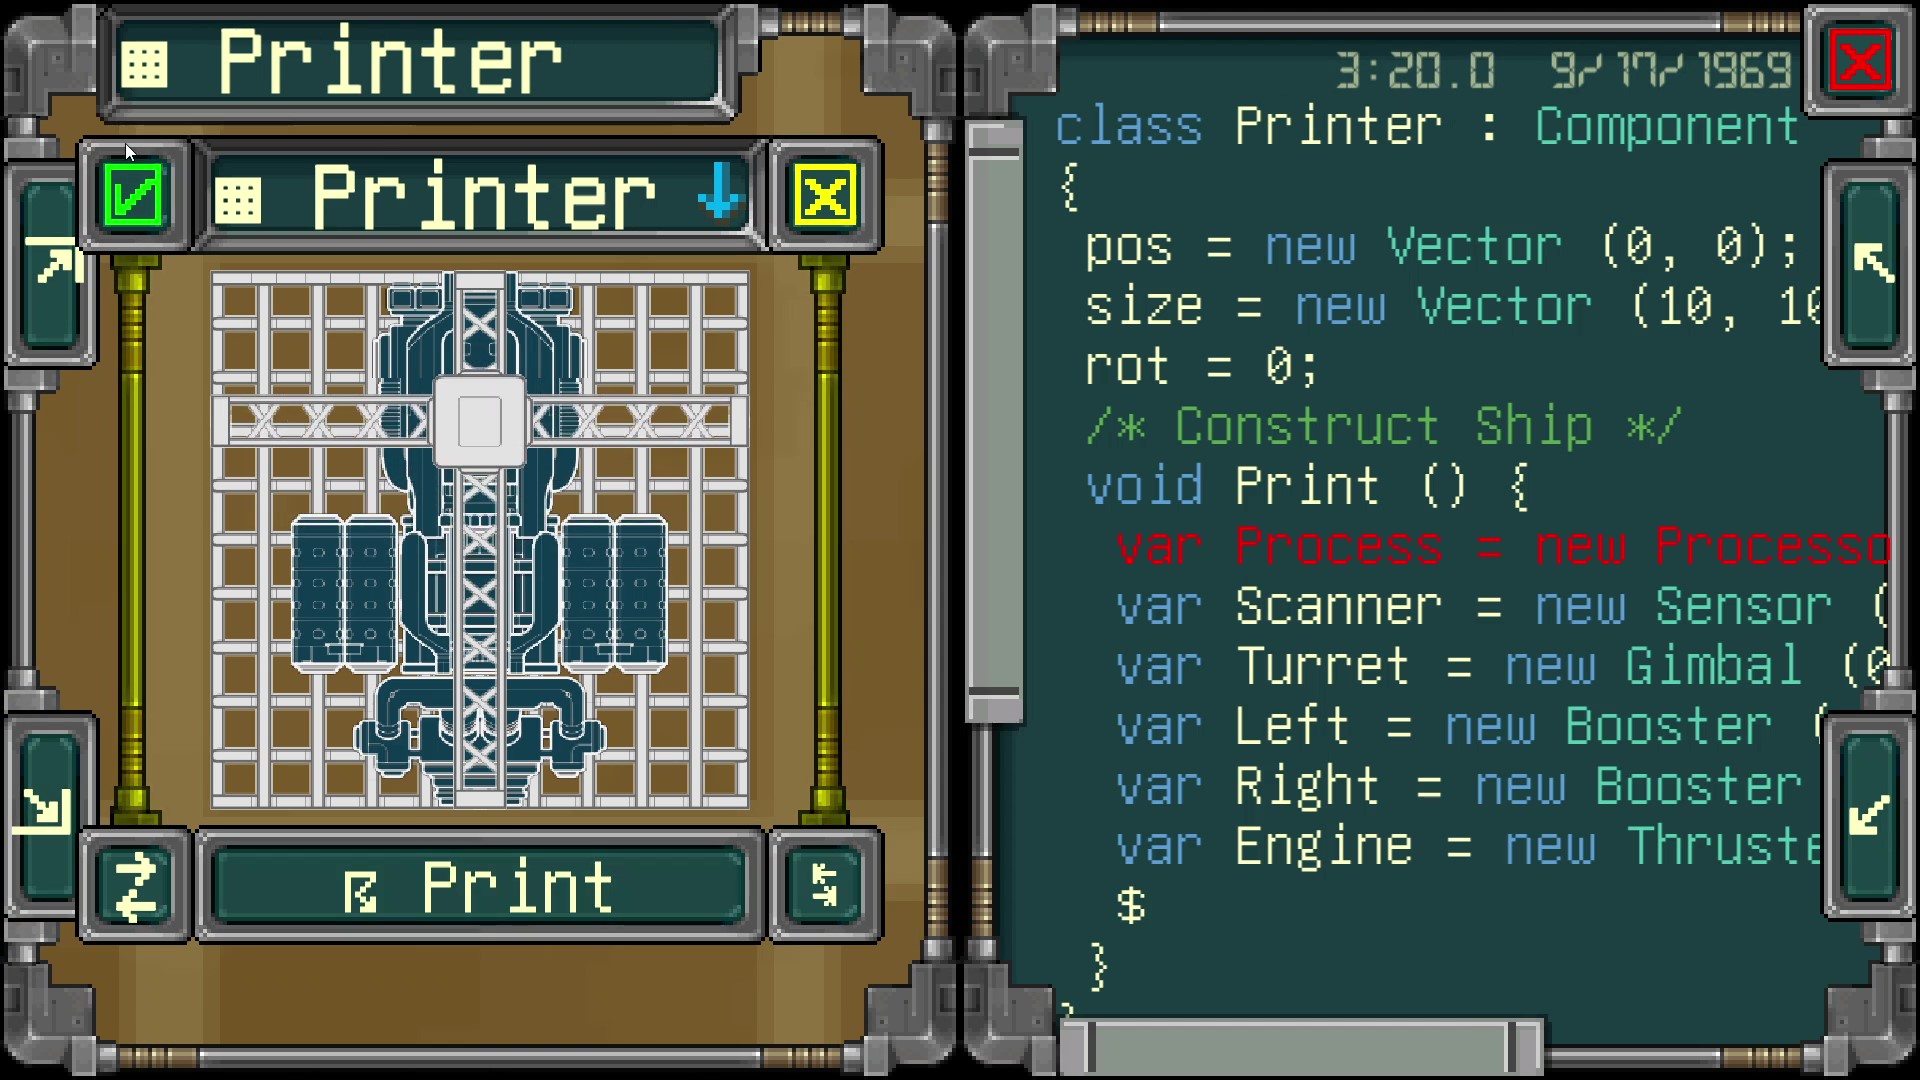 Printer
Printer
Print
3:20.0 9/17/1969
class Printer : Component
{
pos = new Vector (0, 0);
size = new Vector (10, 10
rot = 0;
/* Construct Ship */
void Print () {
var Process = new Processo
var Scanner = new Sensor (
var Turret = new Gimbal (0
var Left = new Booster (
var Right = new Booster
var Engine = new Thruste
$
}